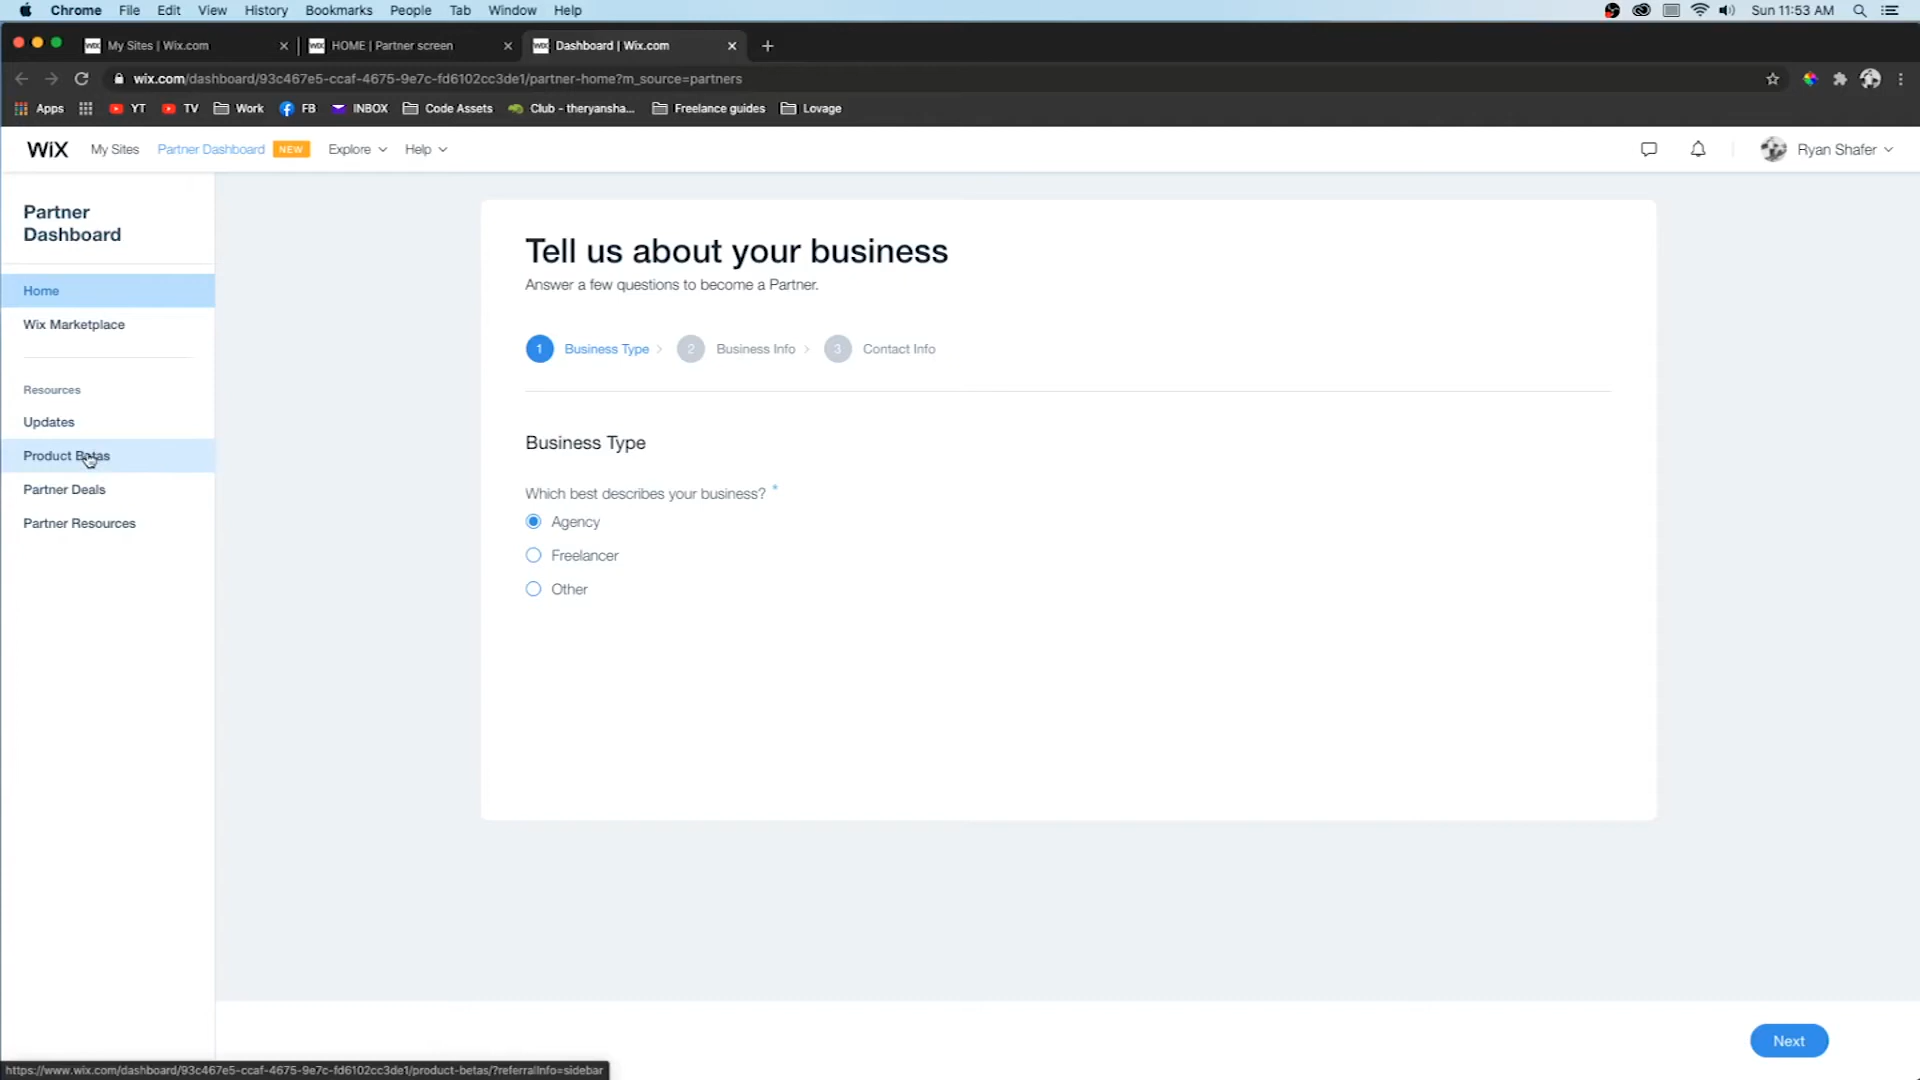 Chrome File Edit View History Bookmarks People Tab Window Help Sun 11:53 AM
My Sites | Wix.com HOME | Partner screen Dashboard | Wix.com
wix.com/dashboard/93c467e5-ccaf-4675-9e7c-fd6102cc3de1/partner-home?m_source=partners
Apps YT TV Work FB INBOX Code Assets Club - theryansha... Freelance guides Lovage
WiX My Sites Partner Dashboard NEW Explore Help Ryan Shafer
Partner
Dashboard
Home
Wix Marketplace
Resources
Updates
Product Betas
Partner Deals
Partner Resources
Tell us about your business
Answer a few questions to become a Partner.
1 Business Type 2 Business Info 3 Contact Info
Business Type
Which best describes your business? *
Agency
Freelancer
Other
Next
https://www.wix.com/dashboard/93c467e5-ccaf-4675-9e7c-fd6102cc3de1/product-betas/?referralInfo=sidebar